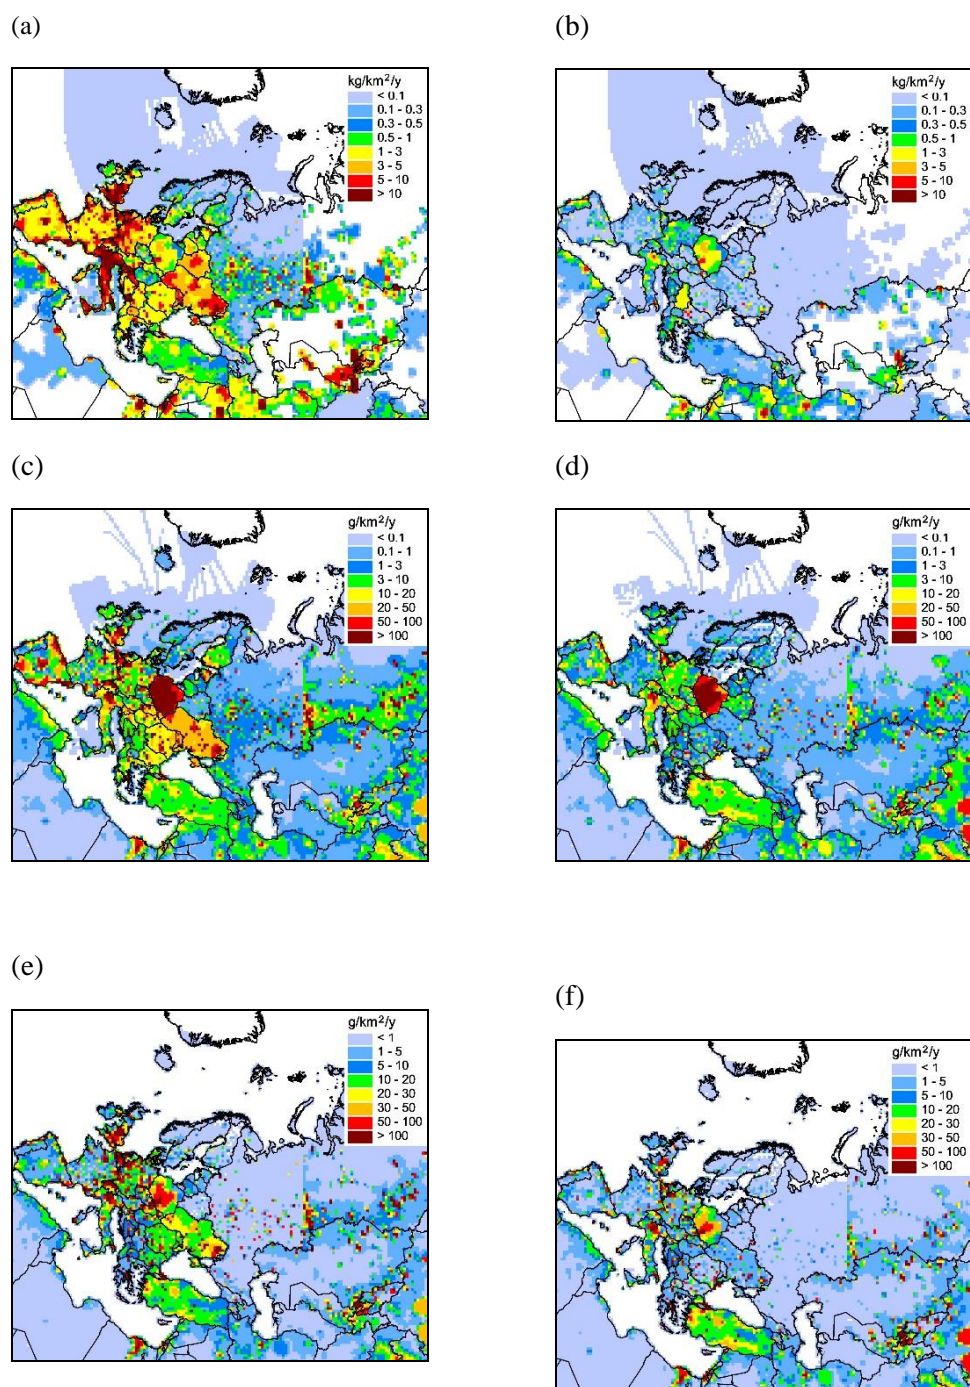 (a)
(b)
kg/km²/y
< 0.1
0.1 - 0.3
0.3 - 0.5
0.5 - 1
1 - 3
3 - 5
5 - 10
> 10
kg/km²/y
< 0.1
0.1 - 0.3
0.3 - 0.5
0.5 - 1
1 - 3
3 - 5
5 - 10
> 10
(c)
(d)
g/km²/y
< 0.1
0.1 - 1
1 - 3
3 - 10
10 - 20
20 - 50
50 - 100
> 100
g/km²/y
< 0.1
0.1 - 1
1 - 3
3 - 10
10 - 20
20 - 50
50 - 100
> 100
(e)
(f)
g/km²/y
< 1
1 - 5
5 - 10
10 - 20
20 - 30
30 - 50
50 - 100
> 100
g/km²/y
< 1
1 - 5
5 - 10
10 - 20
20 - 30
30 - 50
50 - 100
> 100